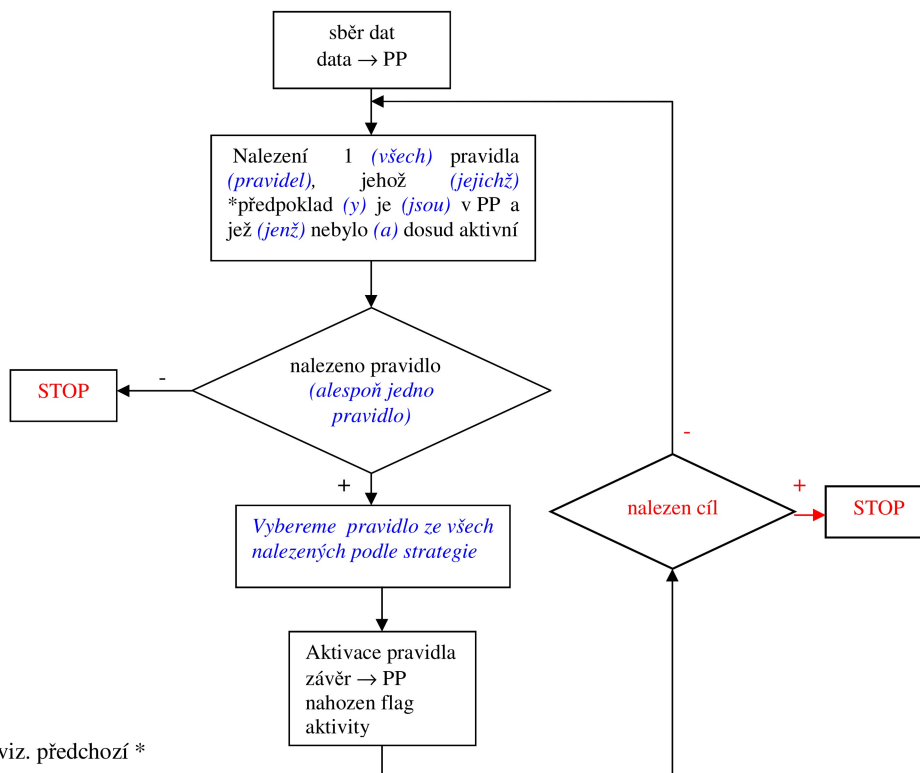 sběr dat
data → PP
Nalezení 1 (všech) pravidla
(pravidel), jehož (jejichž)
*předpoklad (y) je (jsou) v PP a
jež (jenž) nebylo (a) dosud aktivní
nalezeno pravidlo
(alespoň jedno
pravidlo)
-
STOP
+
Vybereme pravidlo ze všech
nalezených podle strategie
Aktivace pravidla
závěr → PP
nahozen flag
aktivity
-
nalezen cíl
+
STOP
viz. předchozí *